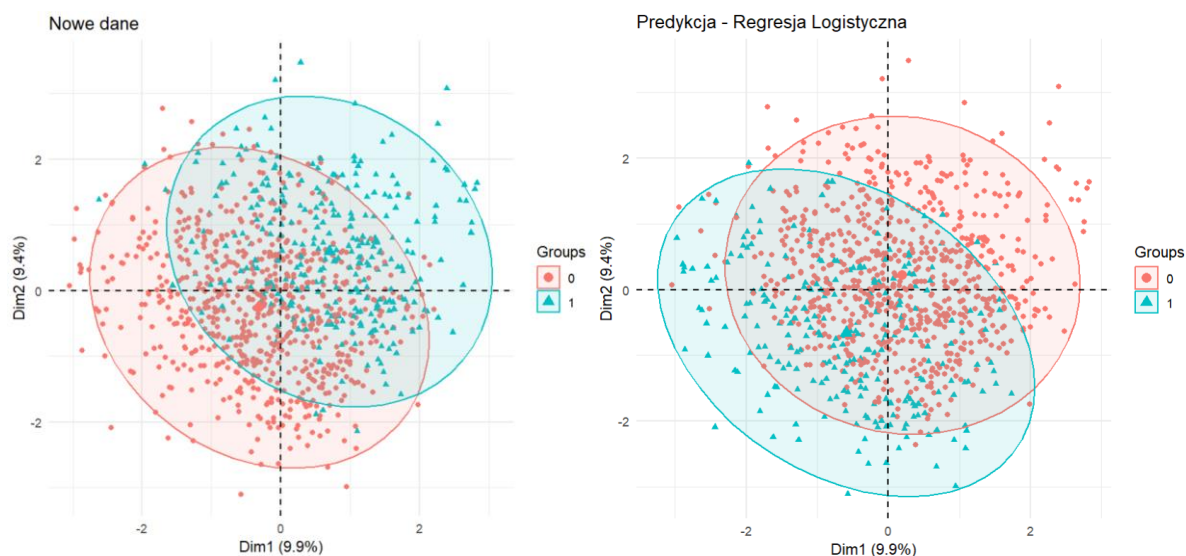 Nowe dane
2
0
-2
Dim2 (9.4%)
-2
0
2
Dim1 (9.9%)
Groups
0
1
Predykcja - Regresja Logistyczna
2
0
-2
Dim2 (9.4%)
-2
0
2
Dim1 (9.9%)
Groups
0
1